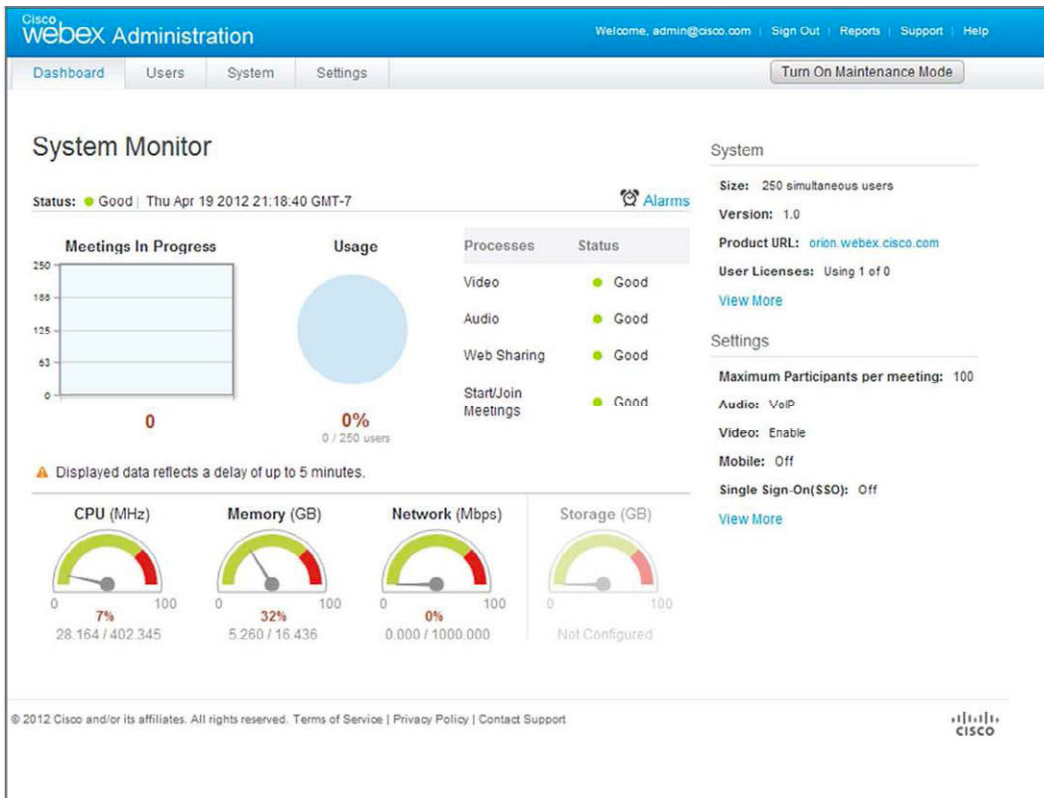 Cisco
webex Administration
Welcome, admin@cisco.com | Sign Out | Reports | Support | Help
Dashboard Users System Settings
Turn On Maintenance Mode
System Monitor
Status: Good | Thu Apr 19 2012 21:18:40 GMT-7
Alarms
Meetings In Progress
250
188
125
63
0
0
Usage
0%
0 / 250 users
Processes Status
Video Good
Audio Good
Web Sharing Good
Start/Join
Meetings
Good
Displayed data reflects a delay of up to 5 minutes.
CPU (MHz)
0 100
7%
28.164 / 402.345
Memory (GB)
0 100
32%
5.260 / 16.436
Network (Mbps)
0 100
0%
0.000 / 1000.000
Storage (GB)
0 100
Not Configured
System
Size: 250 simultaneous users
Version: 1.0
Product URL: orion.webex.cisco.com
User Licenses: Using 1 of 0
View More
Settings
Maximum Participants per meeting: 100
Audio: VoIP
Video: Enable
Mobile: Off
Single Sign-On(SSO): Off
View More
© 2012 Cisco and/or its affiliates. All rights reserved. Terms of Service | Privacy Policy | Contact Support
CISCO